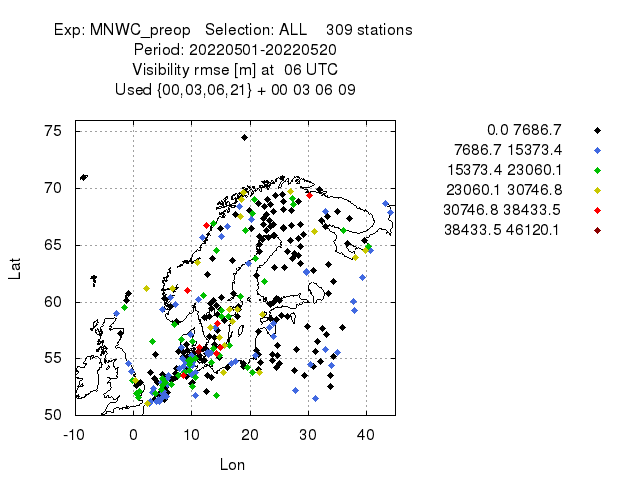 Exp: MNWC_preop   Selection: ALL    309 stations
Period: 20220501-20220520
Visibility rmse [m] at  06 UTC
Used {00,03,06,21} + 00 03 06 09
0.0 7686.7
7686.7 15373.4
15373.4 23060.1
23060.1 30746.8
30746.8 38433.5
38433.5 46120.1
75
70
65
60
55
50
Lat
-10 0 10 20 30 40
Lon